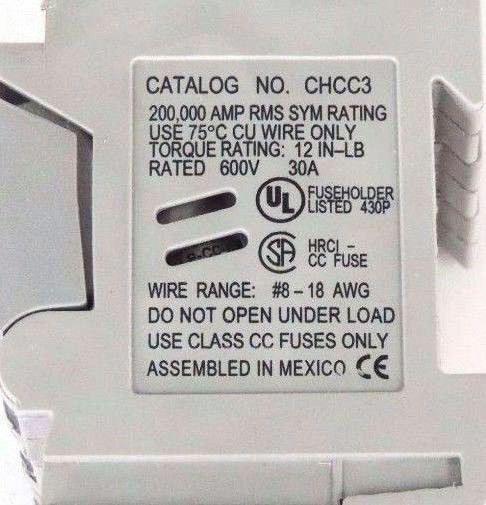 CATALOG NO. CHCC3
200,000 AMP RMS SYM RATING
USE 75°C CU WIRE ONLY
TORQUE RATING: 12 IN-LB
RATED 600V 30A
UL FUSEHOLDER
LISTED 430P
SA HRCI -
CC FUSE
WIRE RANGE: #8-18 AWG
DO NOT OPEN UNDER LOAD
USE CLASS CC FUSES ONLY
ASSEMBLED IN MEXICO CE